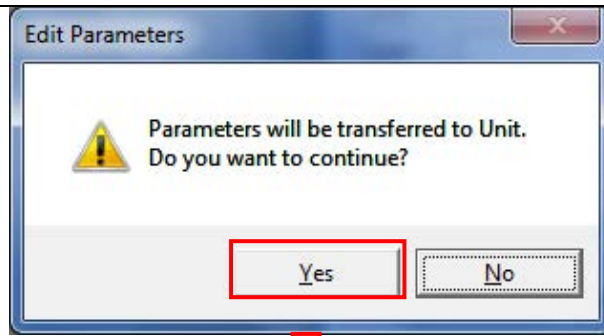 Edit Parameters
Parameters will be transferred to Unit.
Do you want to continue?
Yes
No